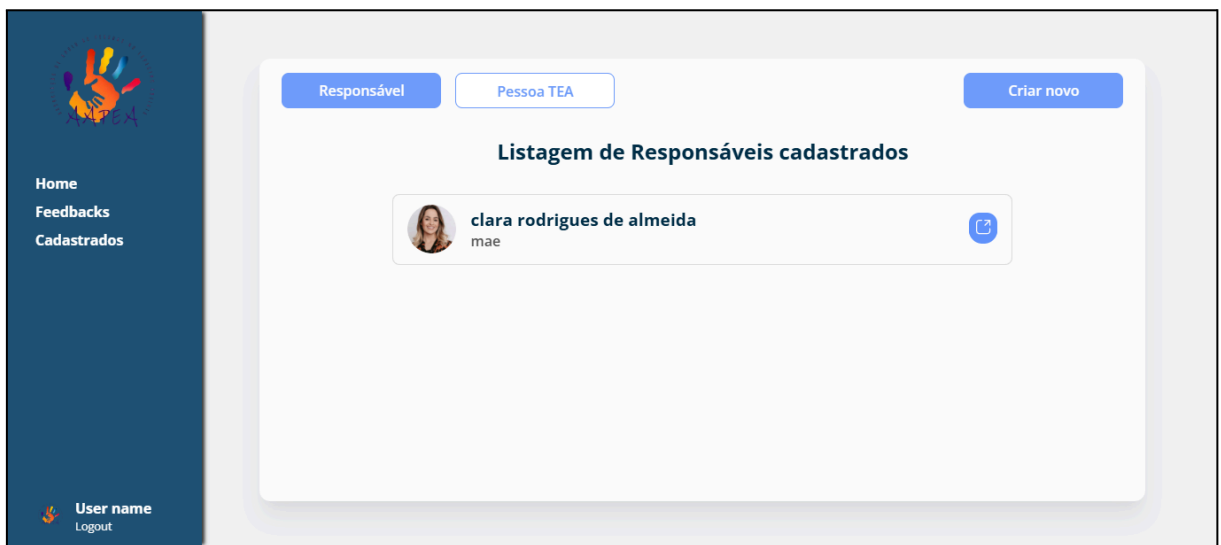 AAPEA
Home
Feedbacks
Cadastrados
User name
Logout
Responsável
Pessoa TEA
Criar novo
Listagem de Responsáveis cadastrados
clara rodrigues de almeida
mae